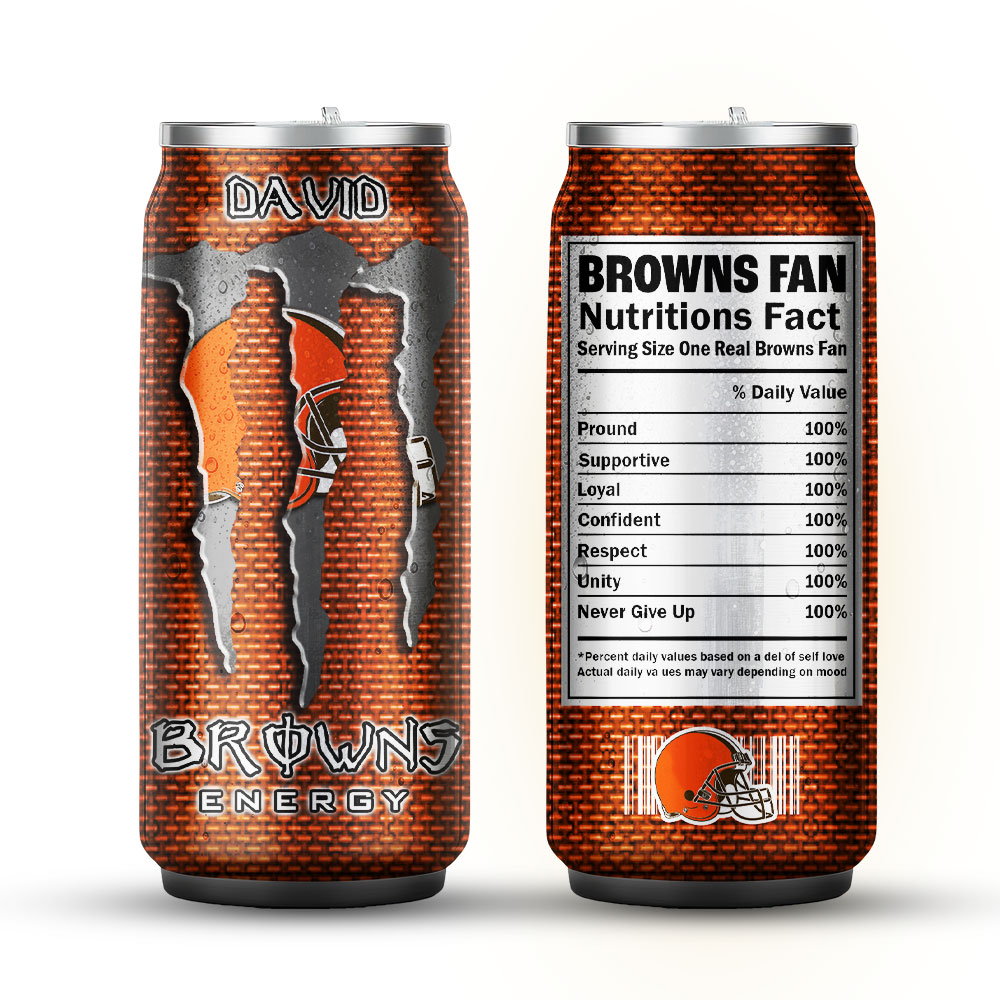 DAVID
BROWNS
ENERGY
BROWNS FAN
Nutritions Fact
Serving Size One Real Browns Fan
% Daily Value
Pround 100%
Supportive 100%
Loyal 100%
Confident 100%
Respect 100%
Unity 100%
Never Give Up 100%
*Percent daily values based on a del of self love
Actual daily va ues may vary depending on mood